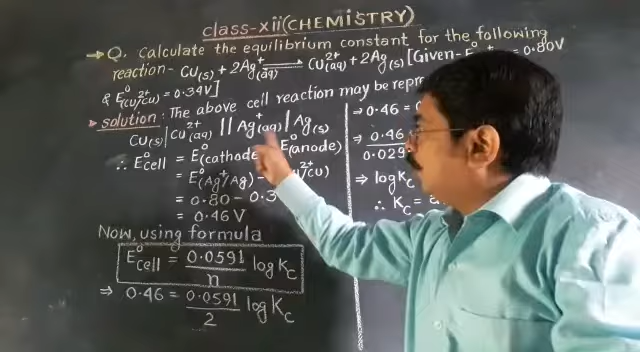 class-xii(CHEMISTRY)
→ Q. Calculate the equilibrium constant for the following
reaction - Cu(s) + 2Ag⁺(aq) ⇌ Cu²⁺(aq) + 2Ag(s) [Given - E° = 0.80V
& E°(Cu²⁺/Cu) = 0.34V]
Solution: The above cell reaction may be repr
Cu(s) | Cu²⁺(aq) || Ag⁺(aq) | Ag(s)
∴ E°cell = E°(cathode) E°(anode)
= E°(Ag⁺/Ag) -
= 0.80 - 0.3
= 0.46 V
Now, using formula
E°cell = 0.0591/n log Kc
⇒ 0.46 = 0.0591/2 log Kc
⇒ 0.46 =
⇒ 0.46
0.029
⇒ log Kc
∴ Kc =